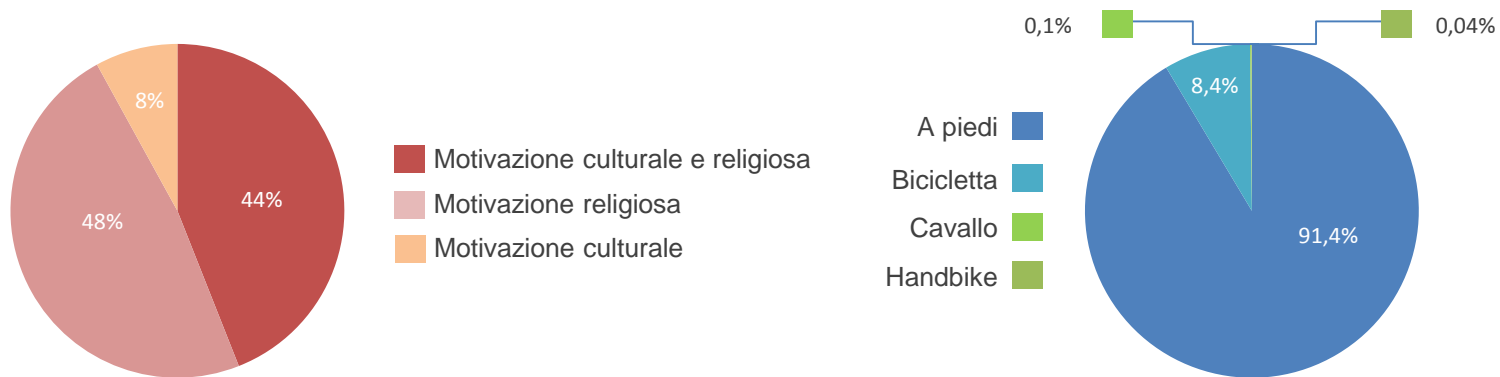 8%
44%
48%
Motivazione culturale e religiosa
Motivazione religiosa
Motivazione culturale
0,1%
0,04%
A piedi
Bicicletta
Cavallo
Handbike
8,4%
91,4%